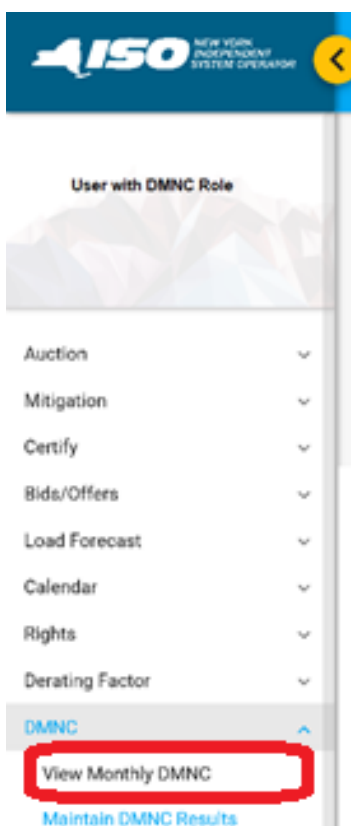 ISO NEW YORK
INDEPENDENT
SYSTEM OPERATOR
User with DMNC Role
Auction
Mitigation
Certify
Bids/Offers
Load Forecast
Calendar
Rights
Derating Factor
DMNC
View Monthly DMNC
Maintain DMNC Results